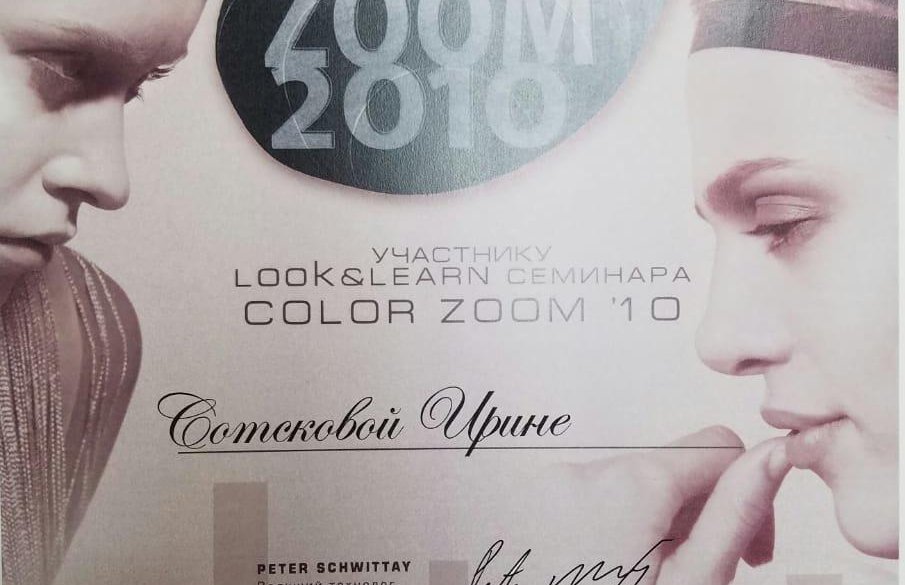 ZOOM
2010
УЧАСТНИКУ
LOOK&LEARN СЕМИНАРА
COLOR ZOOM '10
Сотсковой Ирине
PETER SCHWITTAY